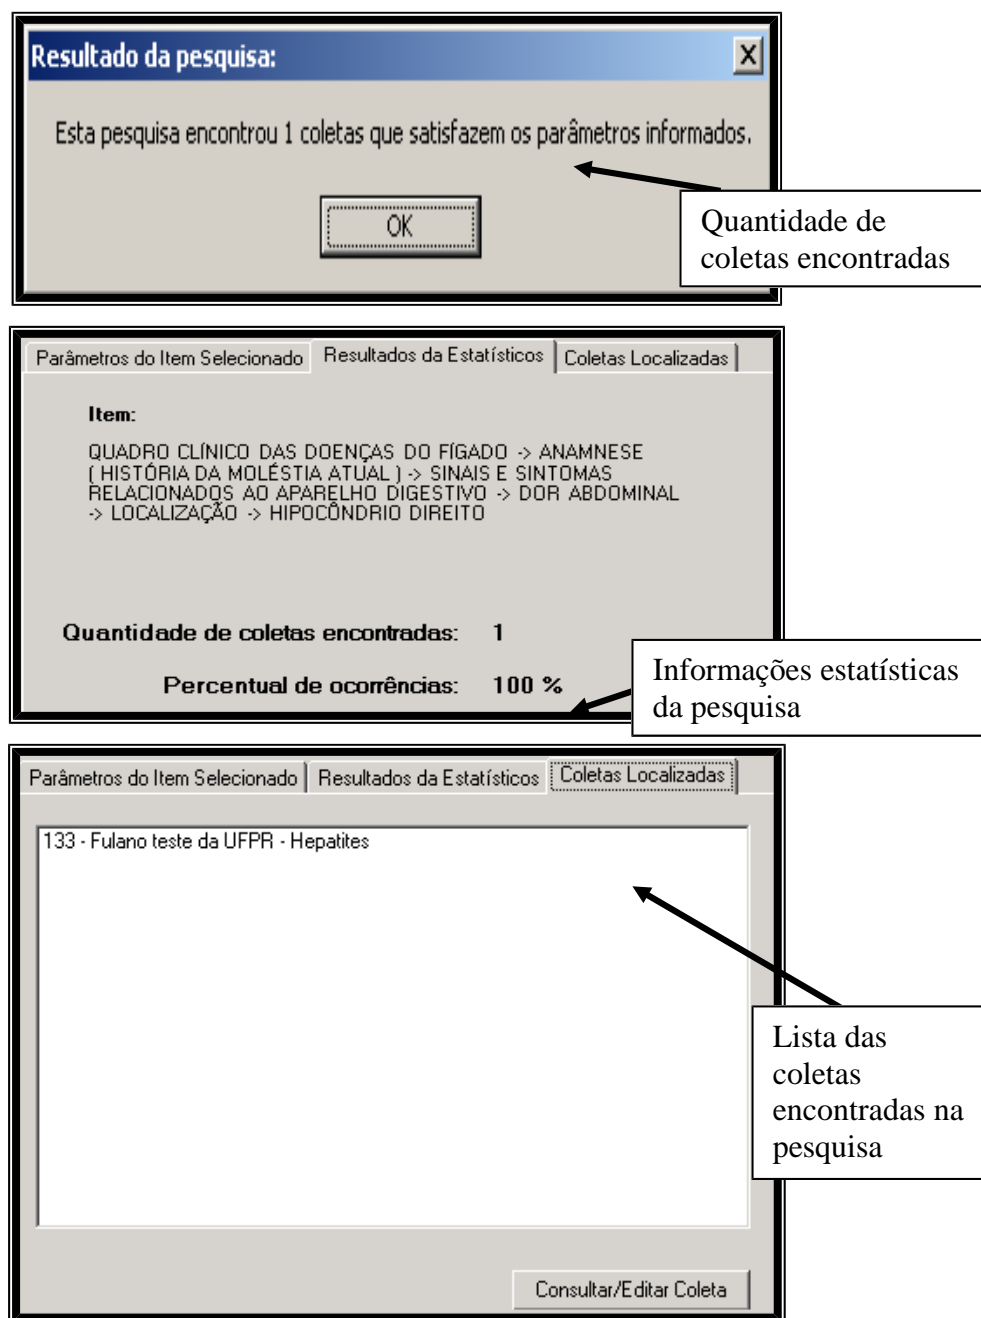 Resultado da pesquisa:
X
Esta pesquisa encontrou 1 coletas que satisfazem os parâmetros informados.
OK
Quantidade de
coletas encontradas
Parâmetros do Item Selecionado Resultados da Estatísticos Coletas Localizadas
Item:
QUADRO CLÍNICO DAS DOENÇAS DO FÍGADO -> ANAMNESE
( HISTÓRIA DA MOLÉSTIA ATUAL ) -> SINAIS E SINTOMAS
RELACIONADOS AO APARELHO DIGESTIVO -> DOR ABDOMINAL
-> LOCALIZAÇÃO -> HIPOCÔNDRIO DIREITO
Quantidade de coletas encontradas: 1
Percentual de ocorrências: 100 %
Informações estatísticas
da pesquisa
Parâmetros do Item Selecionado Resultados da Estatísticos Coletas Localizadas
133 - Fulano teste da UFPR - Hepatites
Lista das
coletas
encontradas na
pesquisa
Consultar/Editar Coleta